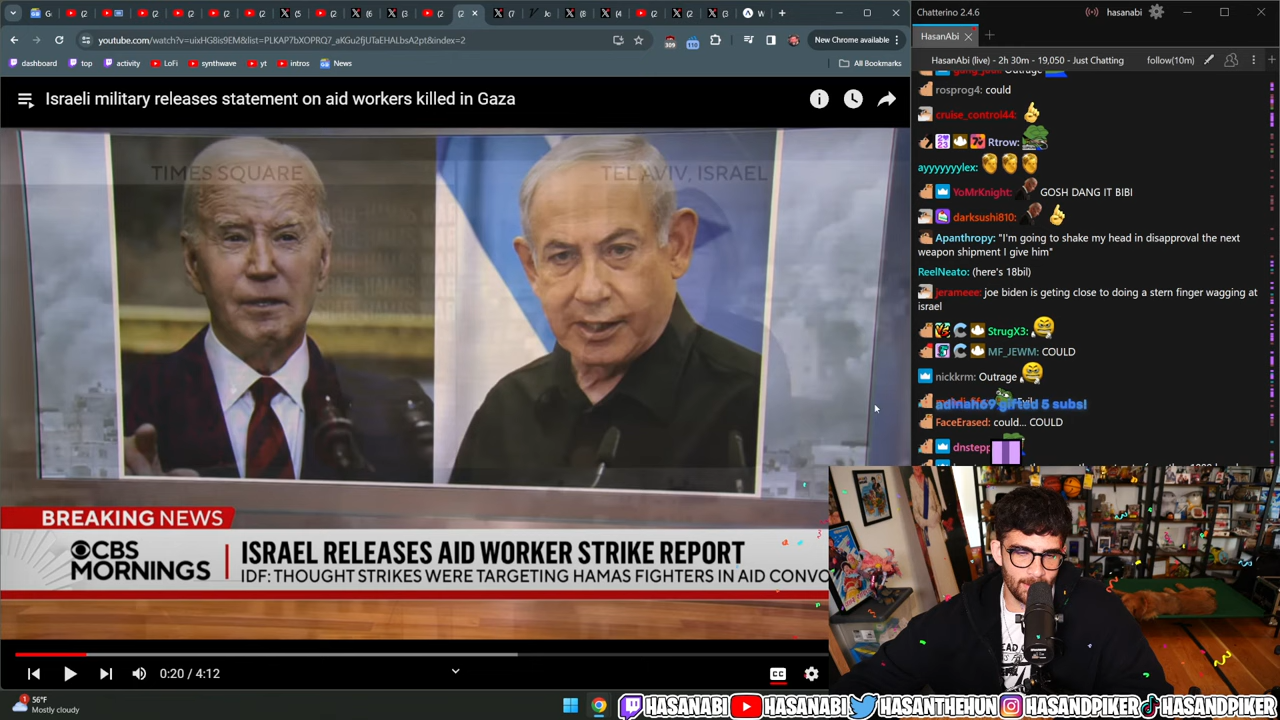 New Chrome available
youtube.com/watch?v=uixHG8is9EM&list=PLKAP7bXOPRQ7_aKGu2fjUTaEHALbsA2pt&index=2
309
110
dashboard
top
activity
LoFi
synthwave
yt
intros
News
All Bookmarks
Israeli military releases statement on aid workers killed in Gaza
TIMES SQUARE
TEL AVIV, ISRAEL
BREAKING NEWS
CBS
MORNINGS
ISRAEL RELEASES AID WORKER STRIKE REPORT
IDF: THOUGHT STRIKES WERE TARGETING HAMAS FIGHTERS IN AID CONVO
0:20 / 4:12
56°F
Mostly cloudy
Chatterino 2.4.6
hasanabi
HasanAbi
HasanAbi (live) - 2h 30m - 19,050 - Just Chatting
follow(10m)
rosprog4: could
cruise_control44:
Rtrow:
ayyyyyyylex:
YoMrKnight: GOSH DANG IT BIBI
darksushi810:
Apanthropy: "I'm going to shake my head in disapproval the next
weapon shipment I give him"
ReelNeato: (here's 18bil)
jerameee: joe biden is geting close to doing a stern finger wagging at
israel
StrugX3:
MF_JEWM: COULD
nickkrm: Outrage
adinah69 gifted 5 subs!
FaceErased: could... COULD
dnstepp
HASANABI
HASANABI
HASANTHEHUN
HASANDPIKER
HASANDPIKER